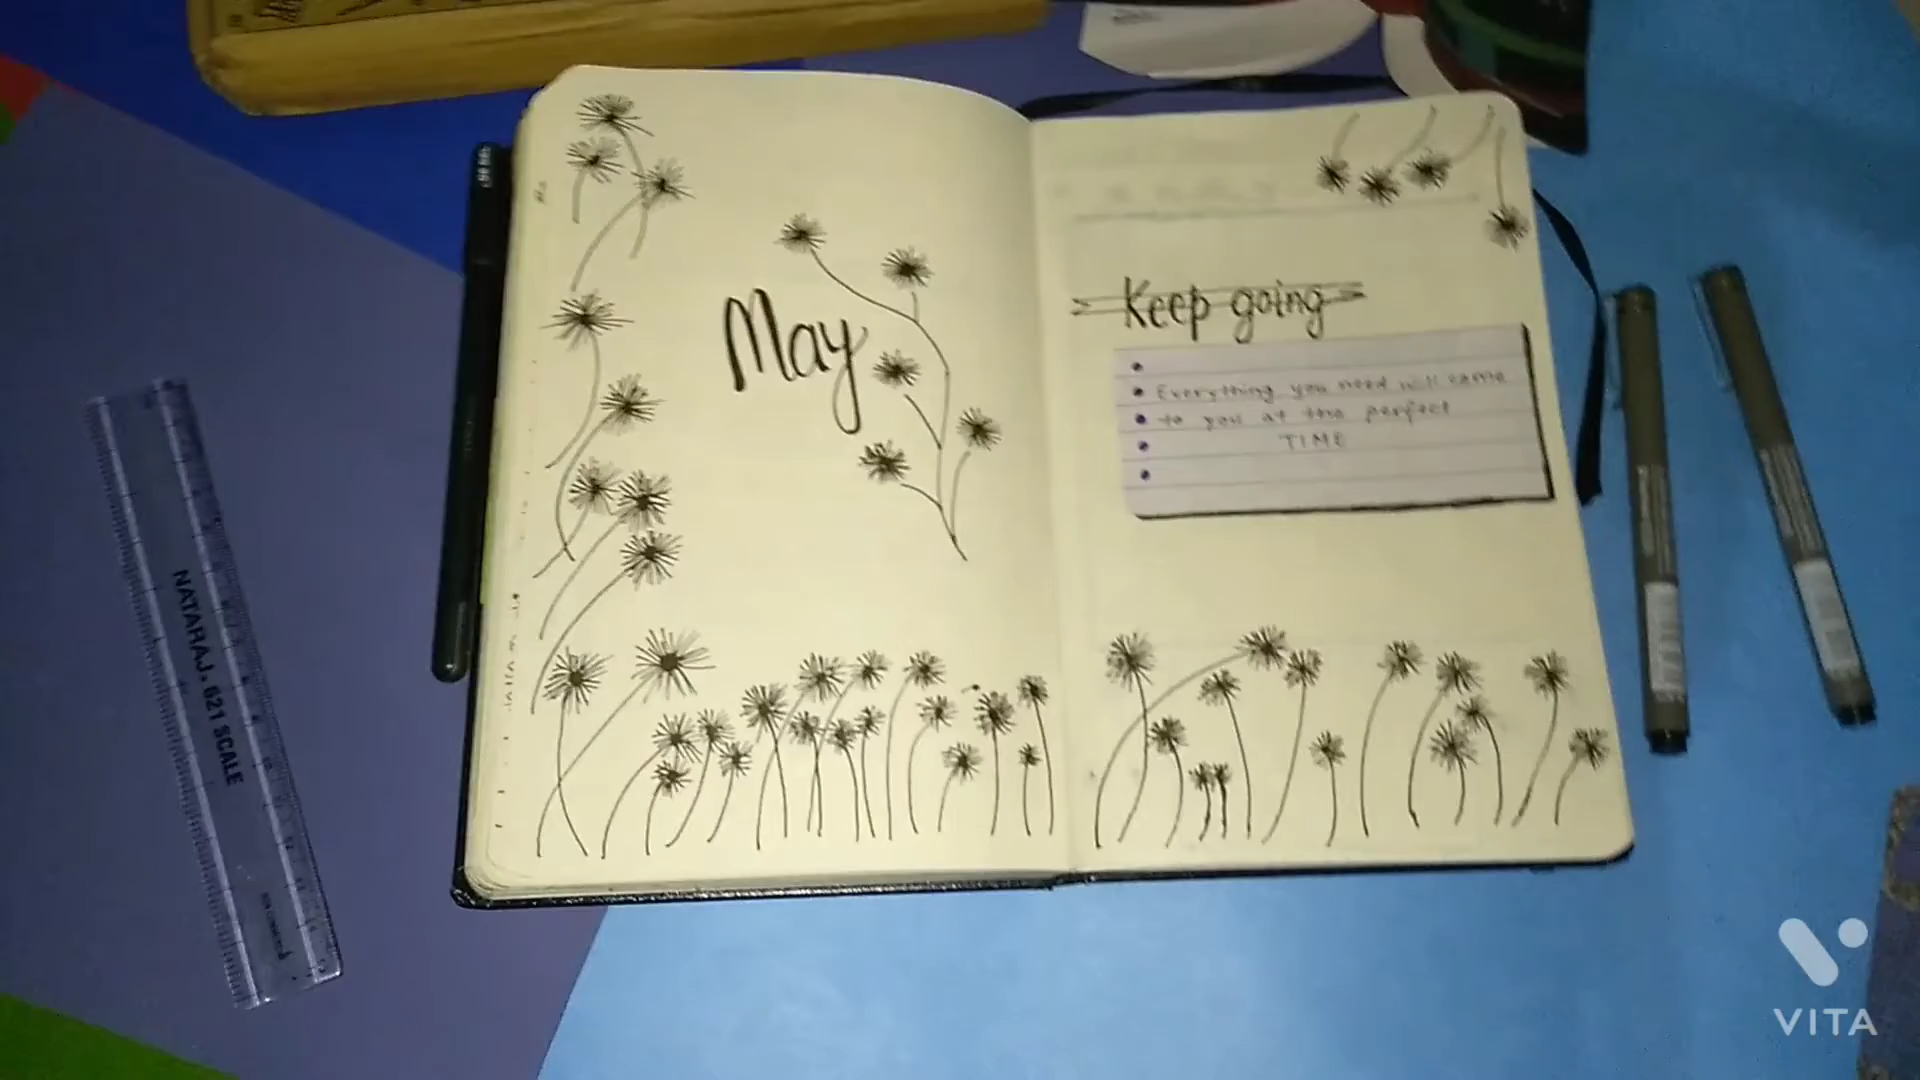 May
Keep going
Everything you need will come
to you at the perfect
TIME
NATARAJ. 621 SCALE
VITA